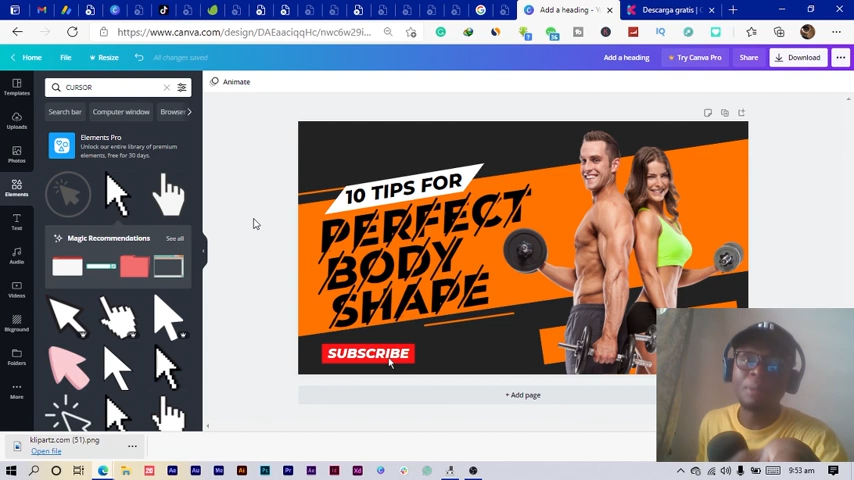 Add a heading - Yo
Descarga gratis | C
https://www.canva.com/design/DAEaaciqqHc/nwc6w29i...
Home
File
Resize
All changes saved
Add a heading
Try Canva Pro
Share
Download
Templates
Uploads
Photos
Elements
Text
Audio
Videos
Bkground
Folders
More
CURSOR
Search bar
Computer window
Browse
Elements Pro
Unlock our entire library of premium
elements, free for 30 days.
Magic Recommendations
See all
Animate
10 TIPS FOR
PERFECT
BODY
SHAPE
SUBSCRIBE
+ Add page
klipartz.com (51).png
Open file
9:53 am